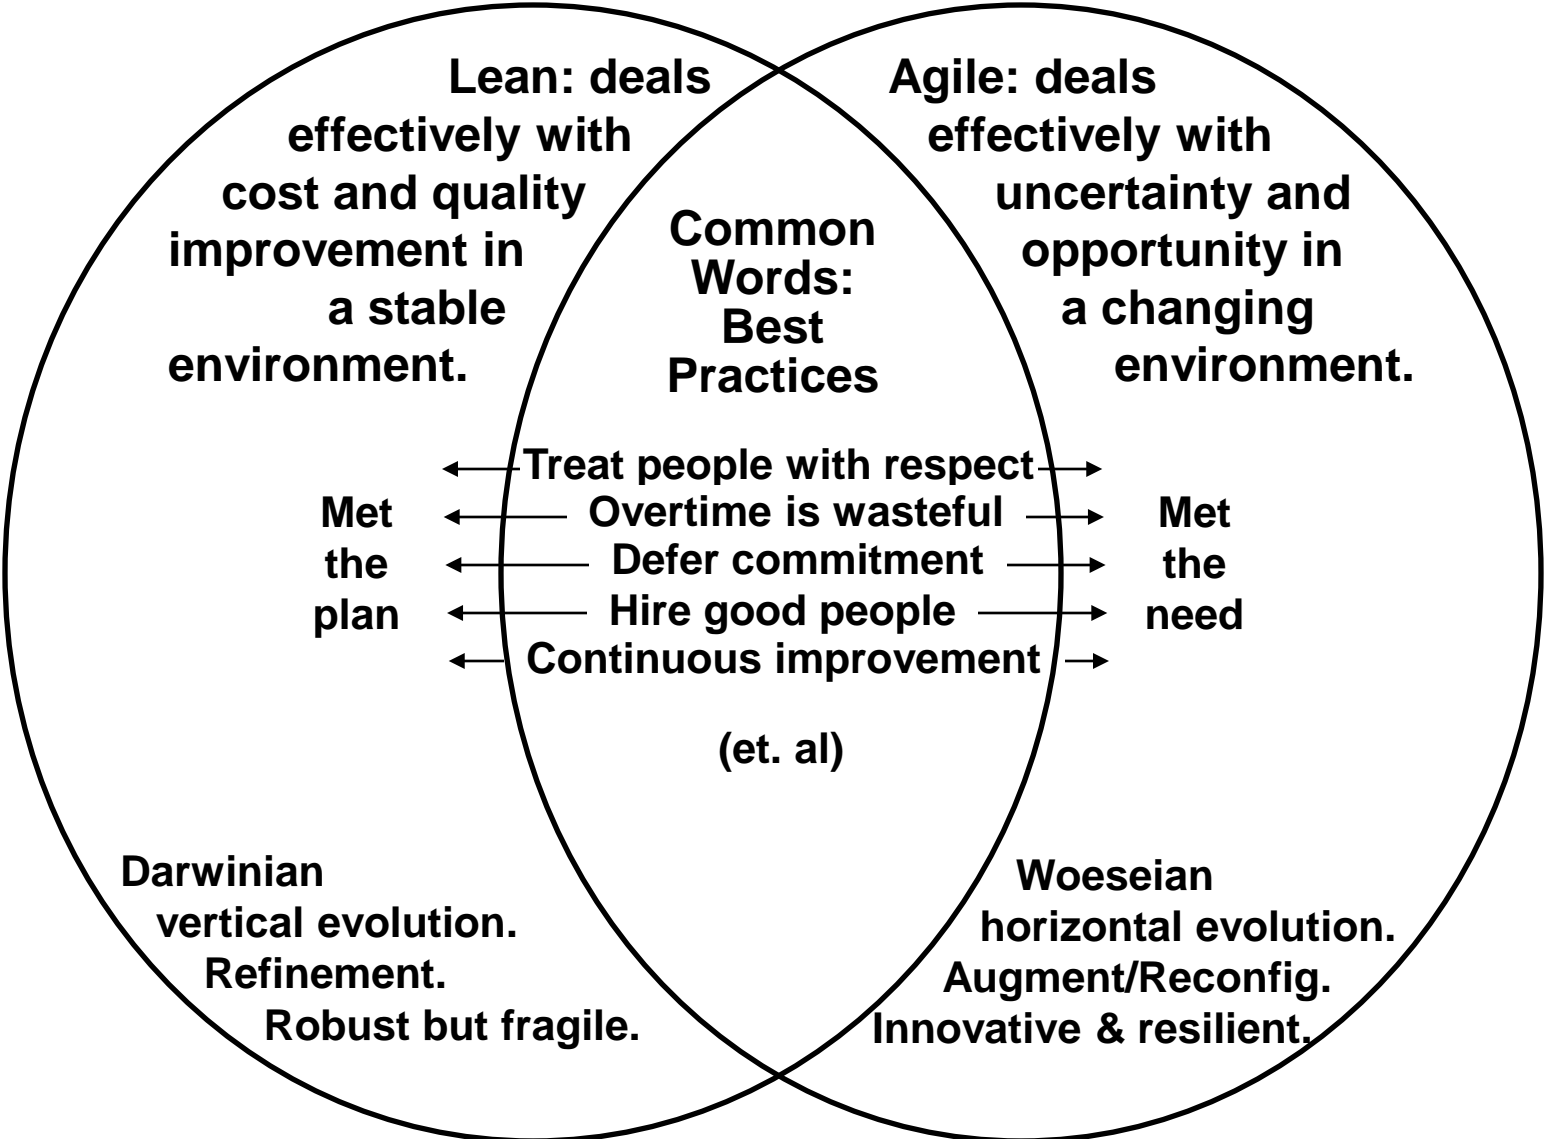 Lean: deals
effectively with
cost and quality
improvement in
a stable
environment.
Agile: deals
effectively with
uncertainty and
opportunity in
a changing
environment.
Common
Words:
Best
Practices
Treat people with respect
Overtime is wasteful
Defer commitment
Hire good people
Continuous improvement
(et. al)
Met
the
plan
Met
the
need
Darwinian
vertical evolution.
Refinement.
Robust but fragile.
Woeseian
horizontal evolution.
Augment/Reconfig.
Innovative & resilient.